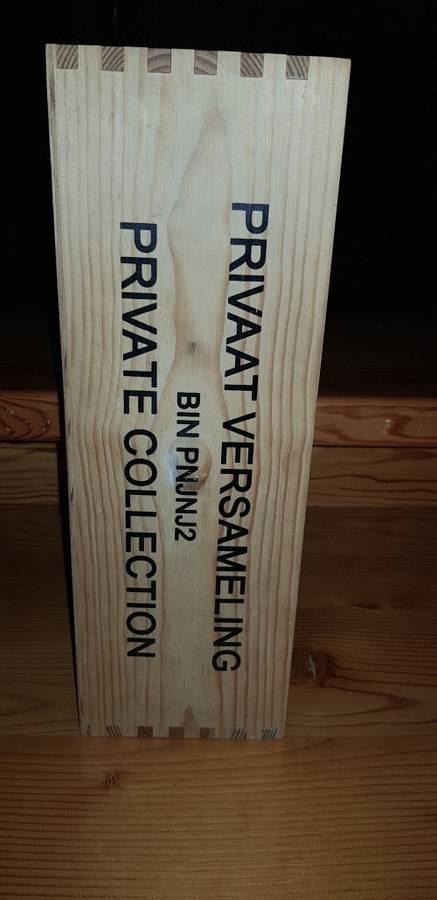 PRIVAAT VERSAMELING
BIN PNJNJ2
PRIVATE COLLECTION